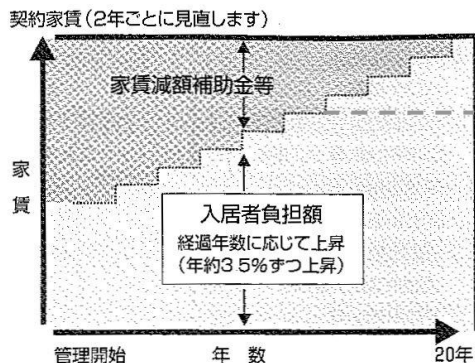 契約家賃(2年ごとに見直します)
家賃減額補助金等
家賃
入居者負担額
経過年数に応じて上昇
(年約3.5%ずつ上昇)
管理開始 年数 20年